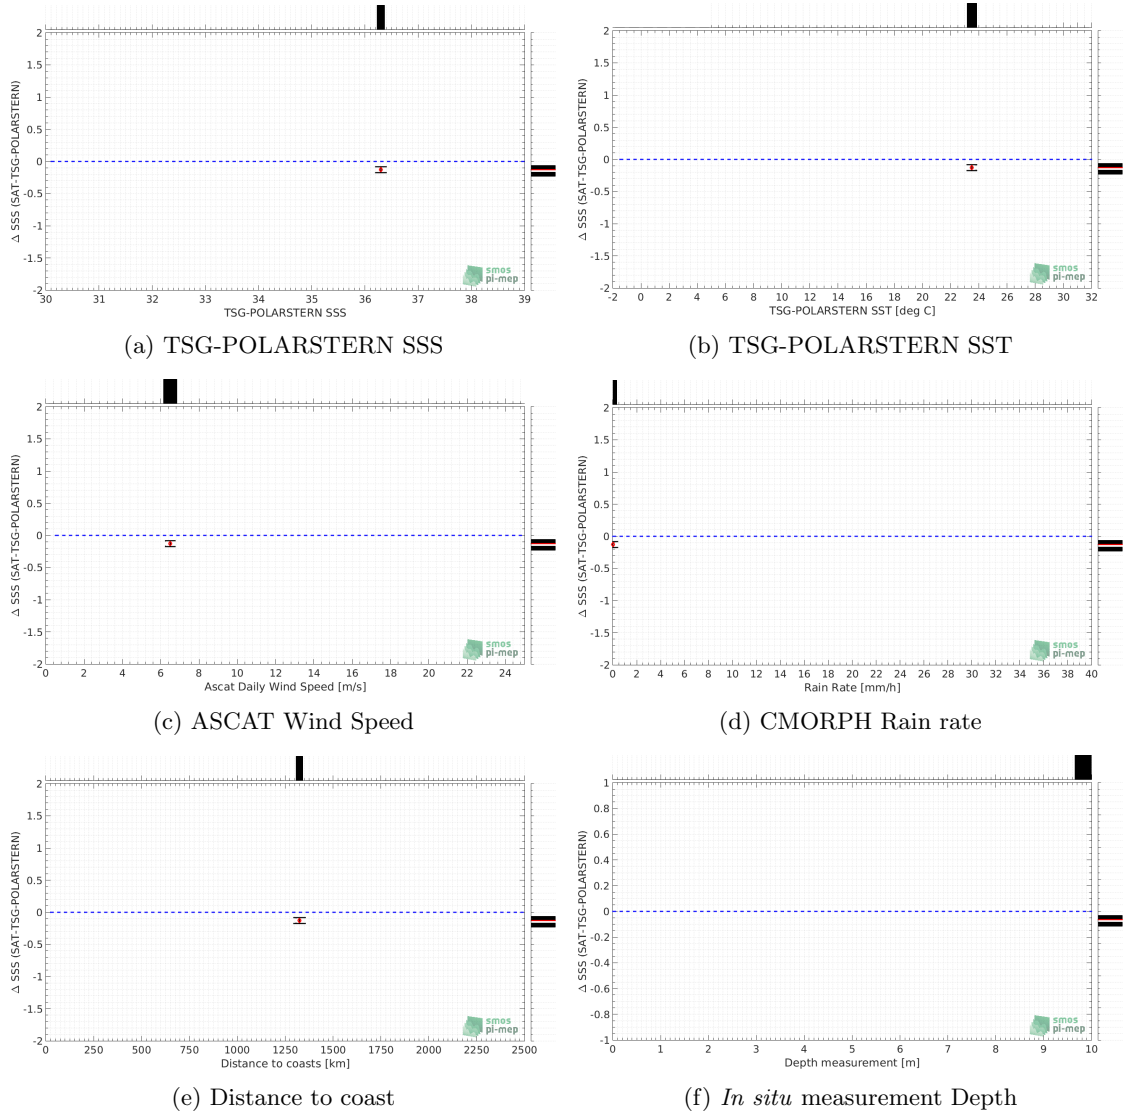 2
1.5
1
0.5
0
-0.5
-1
-1.5
-2
Δ SSS (SAT-TSG-POLARSTERN)
30 31 32 33 34 35 36 37 38 39
TSG-POLARSTERN SSS
smos
pi-mep
(a) TSG-POLARSTERN SSS
2
1.5
1
0.5
0
-0.5
-1
-1.5
-2
Δ SSS (SAT-TSG-POLARSTERN)
-2 0 2 4 6 8 10 12 14 16 18 20 22 24 26 28 30 32
TSG-POLARSTERN SST [deg C]
smos
pi-mep
(b) TSG-POLARSTERN SST
2
1.5
1
0.5
0
-0.5
-1
-1.5
-2
Δ SSS (SAT-TSG-POLARSTERN)
0 2 4 6 8 10 12 14 16 18 20 22 24
Ascat Daily Wind Speed [m/s]
smos
pi-mep
(c) ASCAT Wind Speed
2
1.5
1
0.5
0
-0.5
-1
-1.5
-2
Δ SSS (SAT-TSG-POLARSTERN)
0 2 4 6 8 10 12 14 16 18 20 22 24 26 28 30 32 34 36 38 40
Rain Rate [mm/h]
smos
pi-mep
(d) CMORPH Rain rate
2
1.5
1
0.5
0
-0.5
-1
-1.5
-2
Δ SSS (SAT-TSG-POLARSTERN)
0 250 500 750 1000 1250 1500 1750 2000 2250 2500
Distance to coasts [km]
smos
pi-mep
(e) Distance to coast
1
0.8
0.6
0.4
0.2
0
-0.2
-0.4
-0.6
-0.8
-1
Δ SSS (SAT-TSG-POLARSTERN)
0 1 2 3 4 5 6 7 8 9 10
Depth measurement [m]
smos
pi-mep
(f) In situ measurement Depth